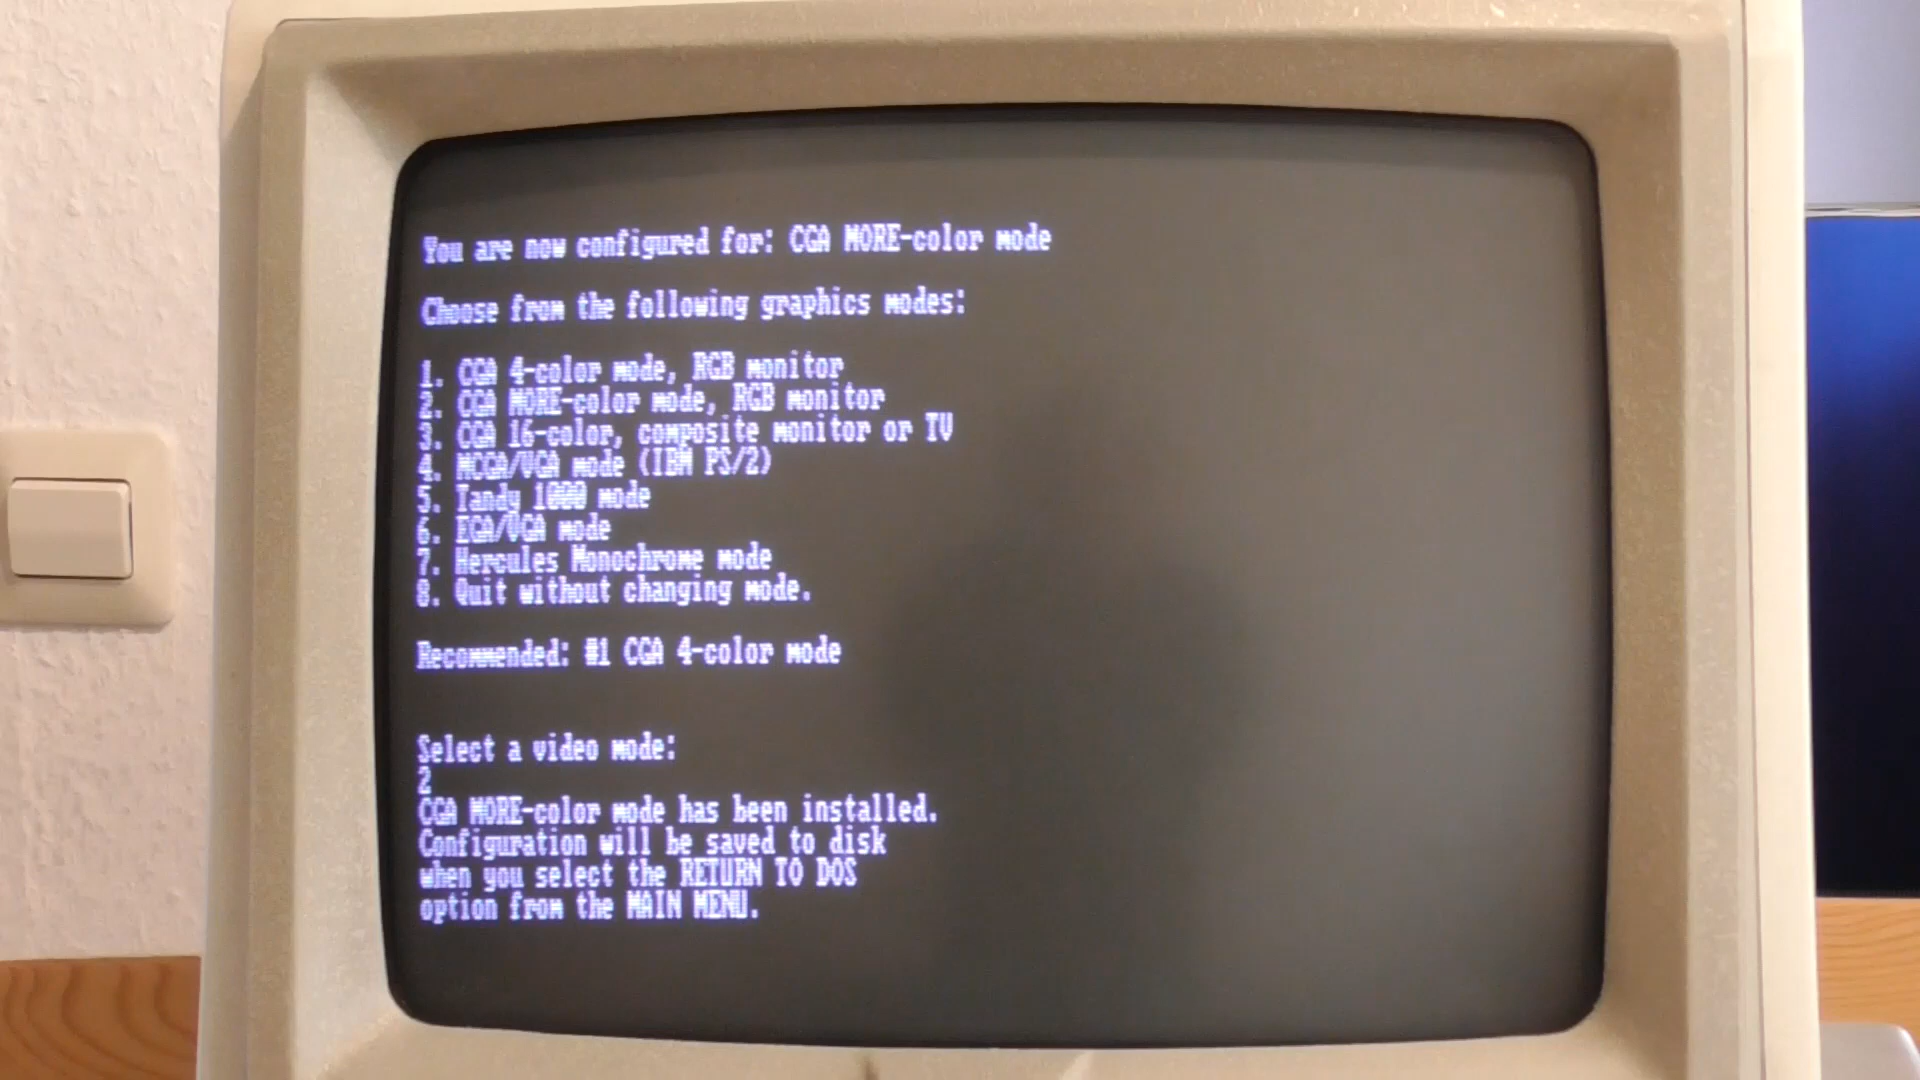 You are now configured for: CGA MORE-color mode
Choose from the following graphics modes:
1. CGA 4-color mode, RGB monitor
2. CGA MORE-color mode, RGB monitor
3. CGA 16-color, composite monitor or TV
4. MCGA/VGA mode (IBM PS/2)
5. Tandy 1000 mode
6. EGA/VGA mode
7. Hercules Monochrome mode
8. Quit without changing mode.
Recommended: #1 CGA 4-color mode
Select a video mode:
2
CGA MORE-color mode has been installed.
Configuration will be saved to disk
when you select the RETURN TO DOS
option from the MAIN MENU.